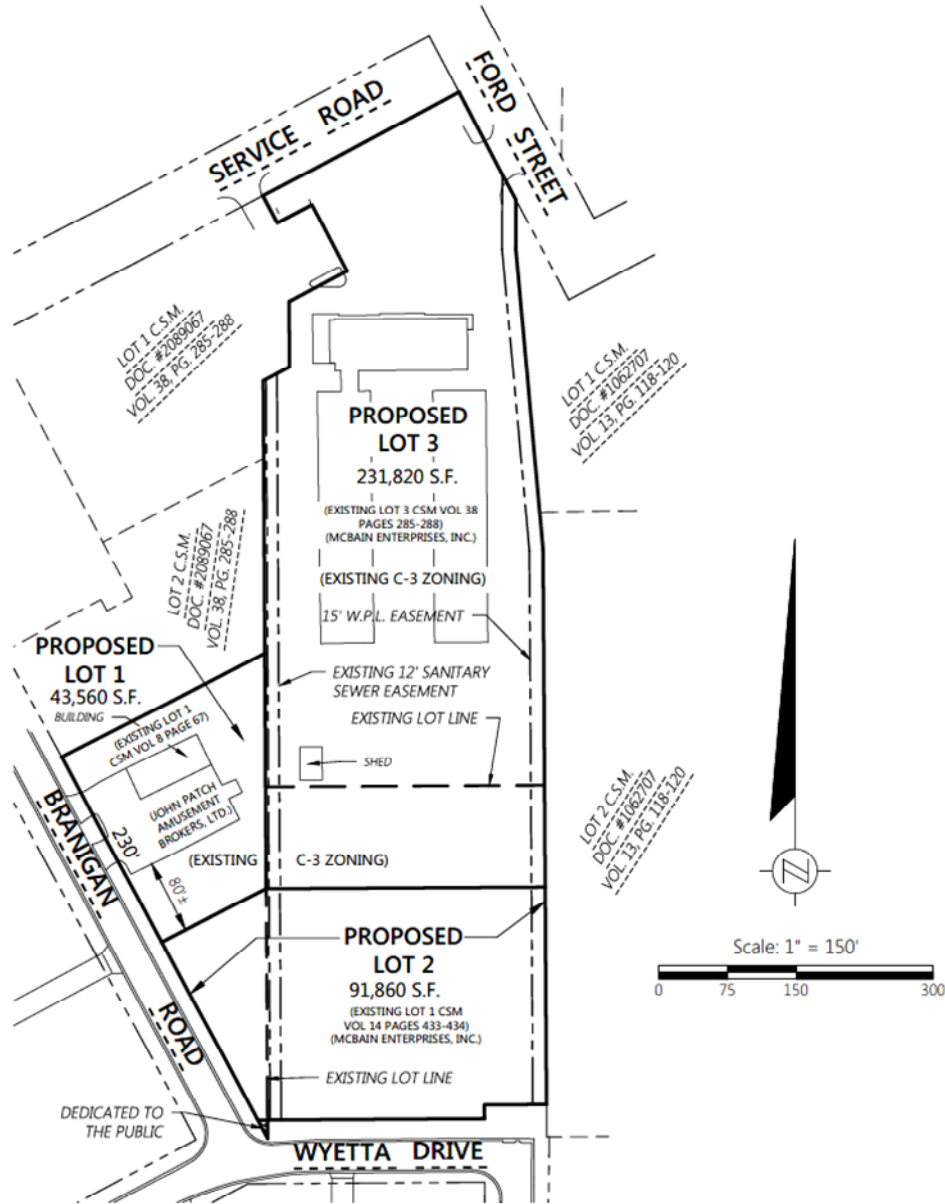 SERVICE ROAD
FORD STREET
LOT 1 C.S.M.
DOC. #2089067
VOL. 38, PG. 285-288
LOT 1 C.S.M.
DOC. #1062707
VOL. 13, PG. 118-120
PROPOSED
LOT 3
231,820 S.F.
(EXISTING LOT 3 CSM VOL 38
PAGES 285-288)
(MCBAIN ENTERPRISES, INC.)
(EXISTING C-3 ZONING)
15' W.P.L. EASEMENT
LOT 2 C.S.M.
DOC. #2089067
VOL. 38, PG. 285-288
PROPOSED
LOT 1
43,560 S.F.
BUILDING
(EXISTING LOT 1
CSM VOL 8 PAGE 67)
EXISTING 12' SANITARY
SEWER EASEMENT
EXISTING LOT LINE
SHED
(JOHN PATCH
AMUSEMENT
BROKERS, LTD.)
BRANIGAN ROAD
230'
80'±
(EXISTING C-3 ZONING)
LOT 2 C.S.M.
DOC. #1062707
VOL. 13, PG. 118-120
N
PROPOSED
LOT 2
91,860 S.F.
(EXISTING LOT 1 CSM
VOL 14 PAGES 433-434)
(MCBAIN ENTERPRISES, INC.)
Scale: 1" = 150'
0 75 150 300
EXISTING LOT LINE
DEDICATED TO
THE PUBLIC
WYETTA DRIVE